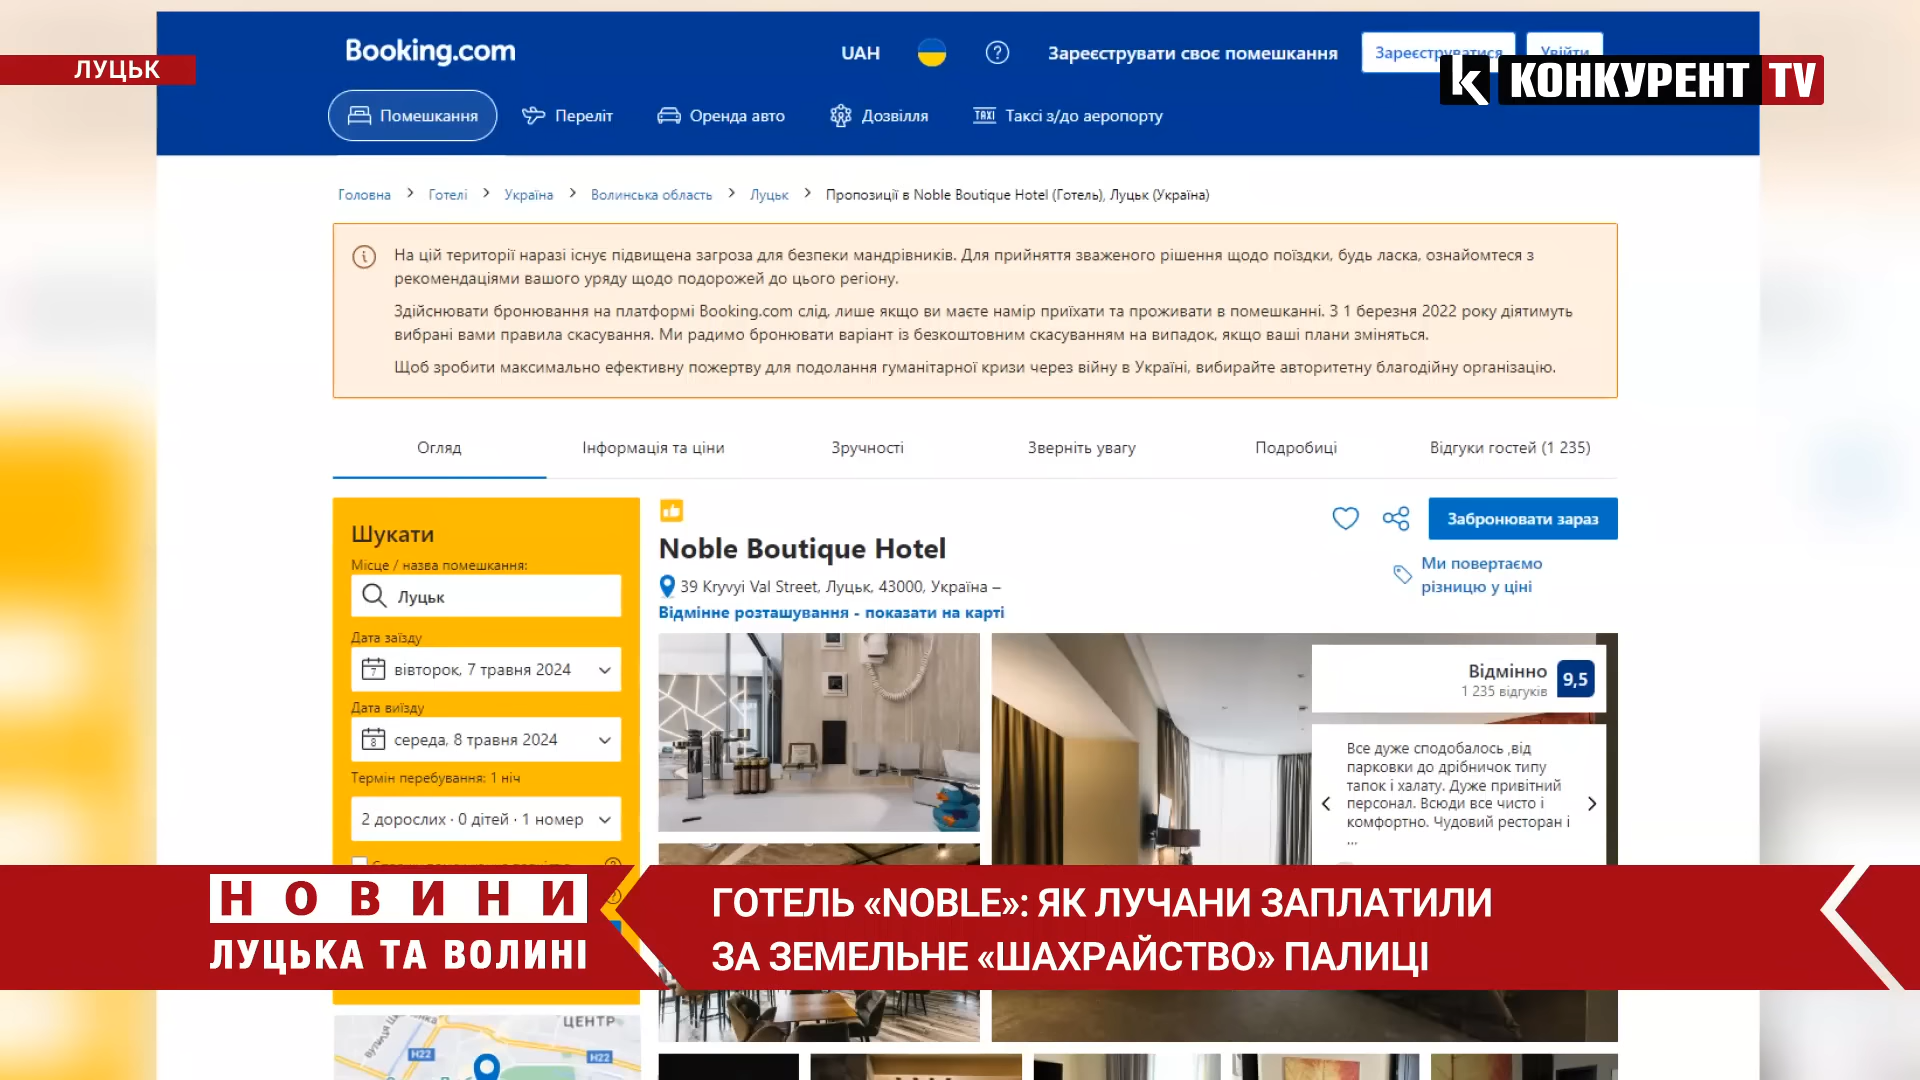 Booking.com
UAH
Зареєструвати своє помешкання
Зареєструватися
Увійти
ЛУЦЬК
КОНКУРЕНТ TV
Помешкання
Переліт
Оренда авто
Дозвілля
TAXI
Таксі з/до аеропорту
Головна > Готелі > Україна > Волинська область > Луцьк > Пропозиції в Noble Boutique Hotel (Готель), Луцьк (Україна)
На цій території наразі існує підвищена загроза для безпеки мандрівників. Для прийняття зваженого рішення щодо поїздки, будь ласка, ознайомтеся з
рекомендаціями вашого уряду щодо подорожей до цього регіону.
Здійснювати бронювання на платформі Booking.com слід, лише якщо ви маєте намір приїхати та проживати в помешканні. З 1 березня 2022 року діятимуть
вибрані вами правила скасування. Ми радимо бронювати варіант із безкоштовним скасуванням на випадок, якщо ваші плани зміняться.
Щоб зробити максимально ефективну пожертву для подолання гуманітарної кризи через війну в Україні, вибирайте авторитетну благодійну організацію.
Огляд
Інформація та ціни
Зручності
Зверніть увагу
Подробиці
Відгуки гостей (1 235)
Шукати
Місце / назва помешкання:
Луцьк
Дата заїзду
7
вівторок, 7 травня 2024
Дата виїзду
8
середа, 8 травня 2024
Термін перебування: 1 ніч
2 дорослих · 0 дітей · 1 номер
Noble Boutique Hotel
39 Kryvyi Val Street, Луцьк, 43000, Україна –
Відмінне розташування - показати на карті
Забронювати зараз
Ми повертаємо
різницю у ціні
Відмінно
1 235 відгуків
9,5
Все дуже сподобалось ,від
парковки до дрібничок типу
тапок і халату. Дуже привітний
персонал. Всюди все чисто і
комфортно. Чудовий ресторан і
...
НОВИНИ
ЛУЦЬКА ТА ВОЛИНІ
ГОТЕЛЬ «NOBLE»: ЯК ЛУЧАНИ ЗАПЛАТИЛИ
ЗА ЗЕМЕЛЬНЕ «ШАХРАЙСТВО» ПАЛИЦІ
ЦЕНТР
H22
H22